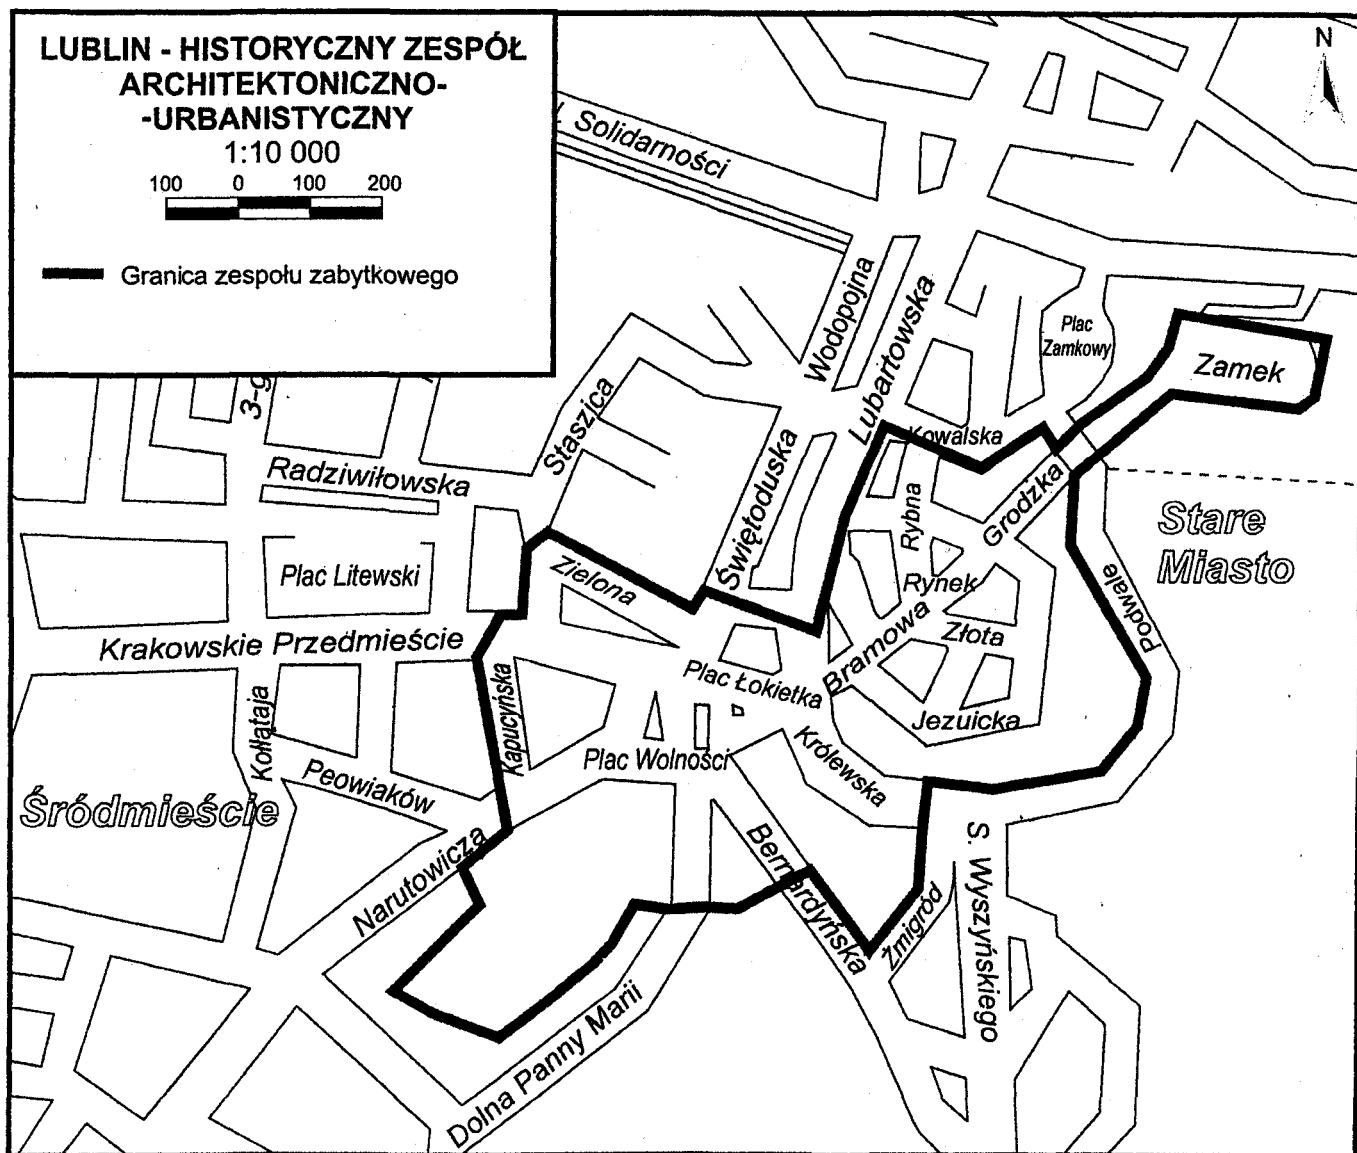 LUBLIN - HISTORYCZNY ZESPÓŁ
ARCHITEKTONICZNO-
-URBANISTYCZNY
1:10 000
100 0 100 200
Granica zespołu zabytkowego
N
Solidarności
Wodopojna
Lubartowska
Plac
Zamkowy
Zamek
3-g
Staszica
Świętoduska
Kowalska
Radziwiłowska
Rybna
Grodzka
Stare
Miasto
Plac Litewski
Zielona
Rynek
Podwale
Krakowskie Przedmieście
Bramowa
Złota
Plac Łokietka
Jezuicka
Kołłątaja
Kapucyńska
Plac Wolności
Królewska
Peowiaków
Śródmieście
Narutowicza
Bernardyńska
Żmigród
S. Wyszyńskiego
Dolna Panny Marii